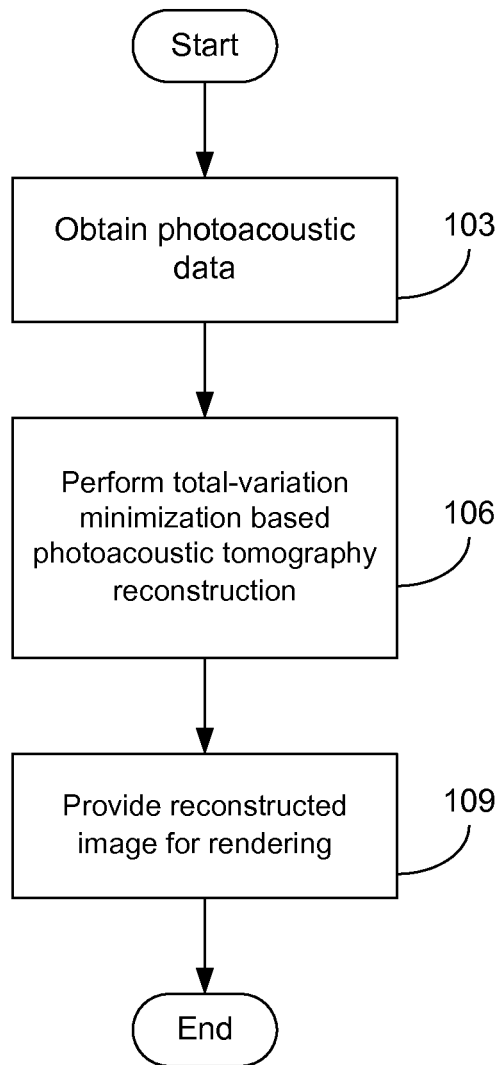 Start
Obtain photoacoustic
data
103
Perform total-variation
minimization based
photoacoustic tomography
reconstruction
106
Provide reconstructed
image for rendering
109
End